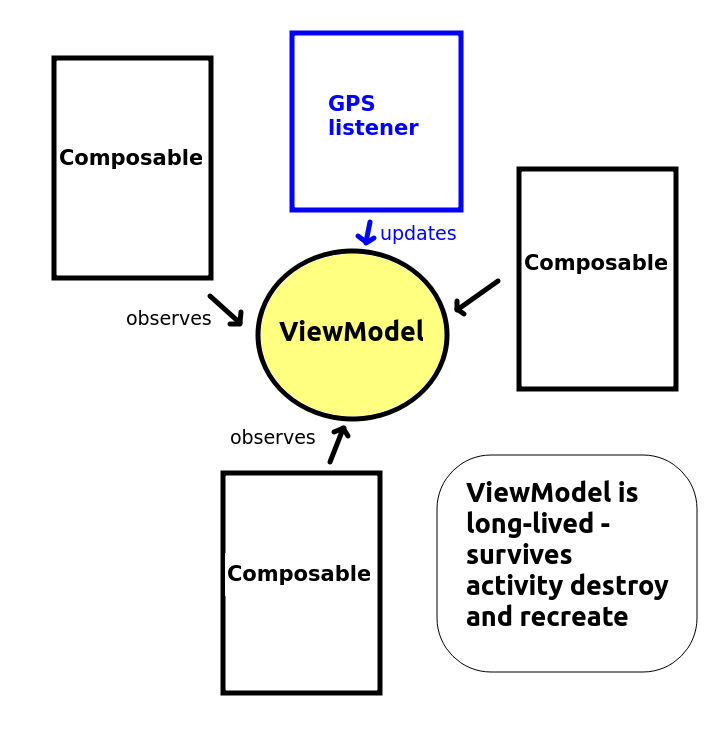 GPS
listener
Composable
updates
Composable
observes
ViewModel
observes
Composable
ViewModel is
long-lived -
survives
activity destroy
and recreate